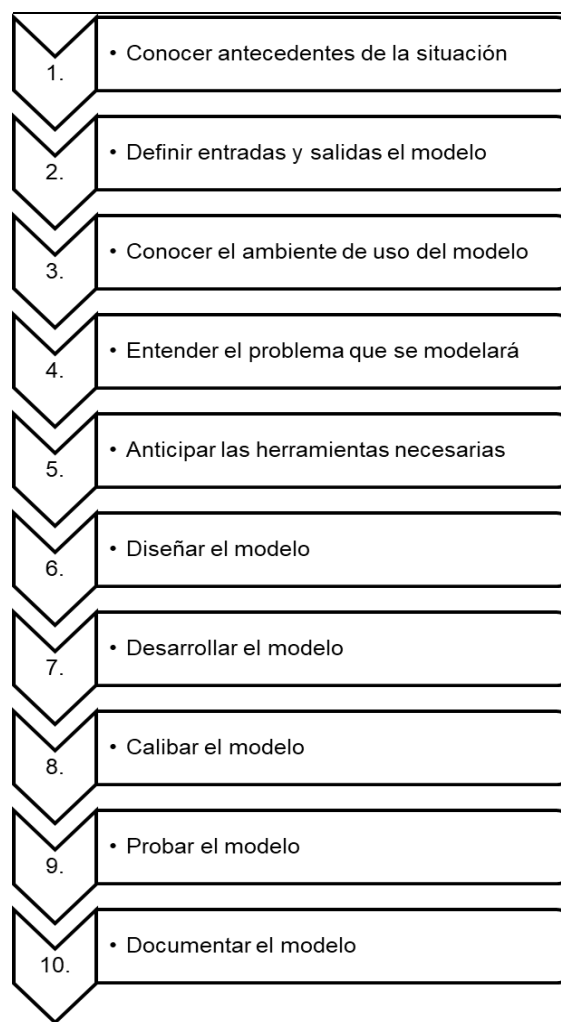 1.
• Conocer antecedentes de la situación
2.
• Definir entradas y salidas el modelo
3.
• Conocer el ambiente de uso del modelo
4.
• Entender el problema que se modelará
5.
• Anticipar las herramientas necesarias
6.
• Diseñar el modelo
7.
• Desarrollar el modelo
8.
• Calibar el modelo
9.
• Probar el modelo
10.
• Documentar el modelo